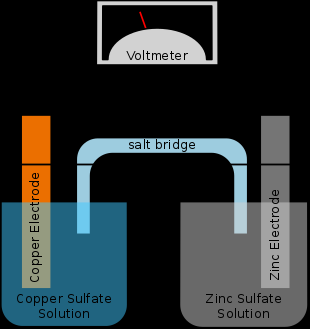 Voltmeter
salt bridge
Copper Electrode
Zinc Electrode
Copper Sulfate
Solution
Zinc Sulfate
Solution